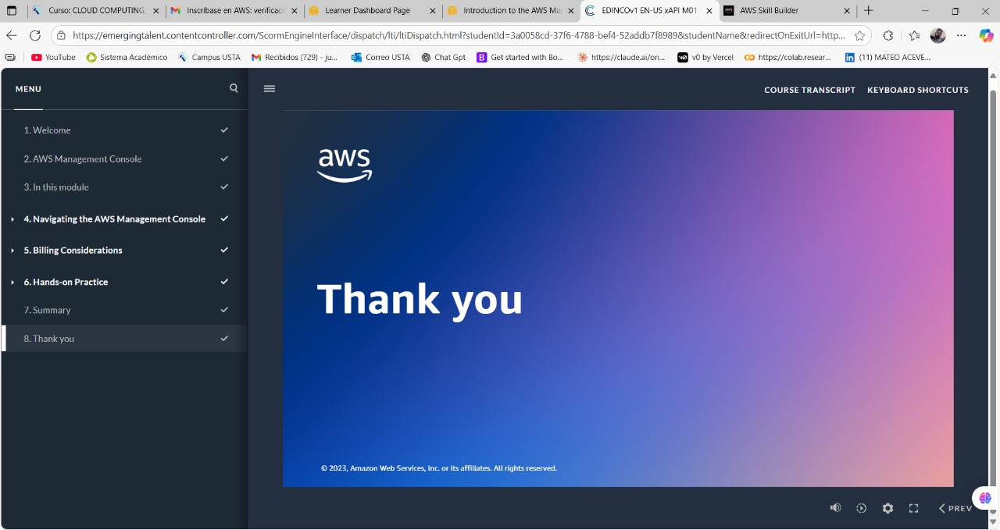 Curso: CLOUD COMPUTING_
Inscríbase en AWS: verificaci
Learner Dashboard Page
Introduction to the AWS Ma
EDINCOv1 EN-US xAPI M01
AWS Skill Builder
https://emergingtalent.contentcontroller.com/ScormEngineInterface/dispatch/lti/ltiDispatch.html?studentId=3a0058cd-37f6-4788-bef4-52addb7f8989&studentName&redirectOnExitUrl=http...
YouTube
Sistema Académico
Campus USTA
Recibidos (729) - ju...
Correo USTA
Chat Gpt
Get started with Bo...
https://claude.ai/on...
v0 by Vercel
https://colab.resear...
(11) MATEO ACEVE...
MENU
COURSE TRANSCRIPT
KEYBOARD SHORTCUTS
1. Welcome
2. AWS Management Console
3. In this module
4. Navigating the AWS Management Console
5. Billing Considerations
6. Hands-on Practice
7. Summary
8. Thank you
aws
Thank you
© 2023, Amazon Web Services, Inc. or its affiliates. All rights reserved.
PREV